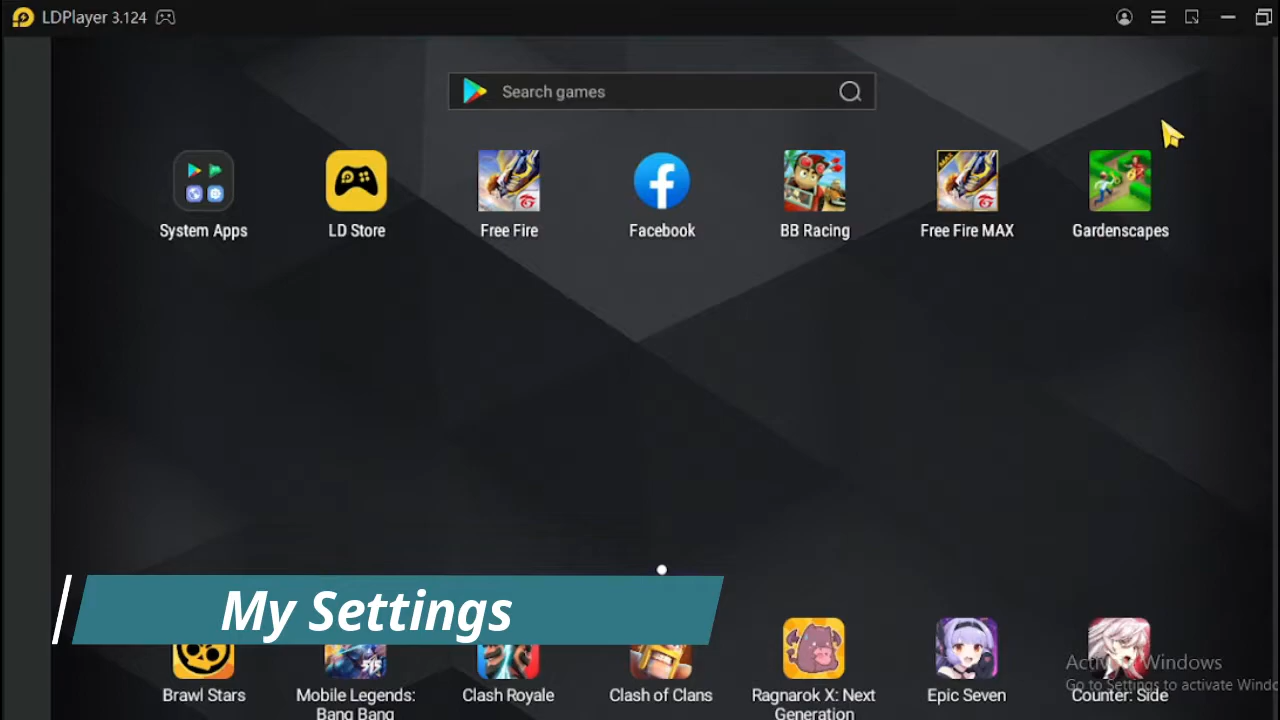 LDPlayer 3.124
Search games
System Apps
LD Store
Free Fire
Facebook
BB Racing
Free Fire MAX
Gardenscapes
MAX
My Settings
515
Brawl Stars
Mobile Legends:
Bang Bang
Clash Royale
Clash of Clans
Ragnarok X: Next
Generation
Epic Seven
Counter: Side
Activate Windows
Go to Settings to activate Windo